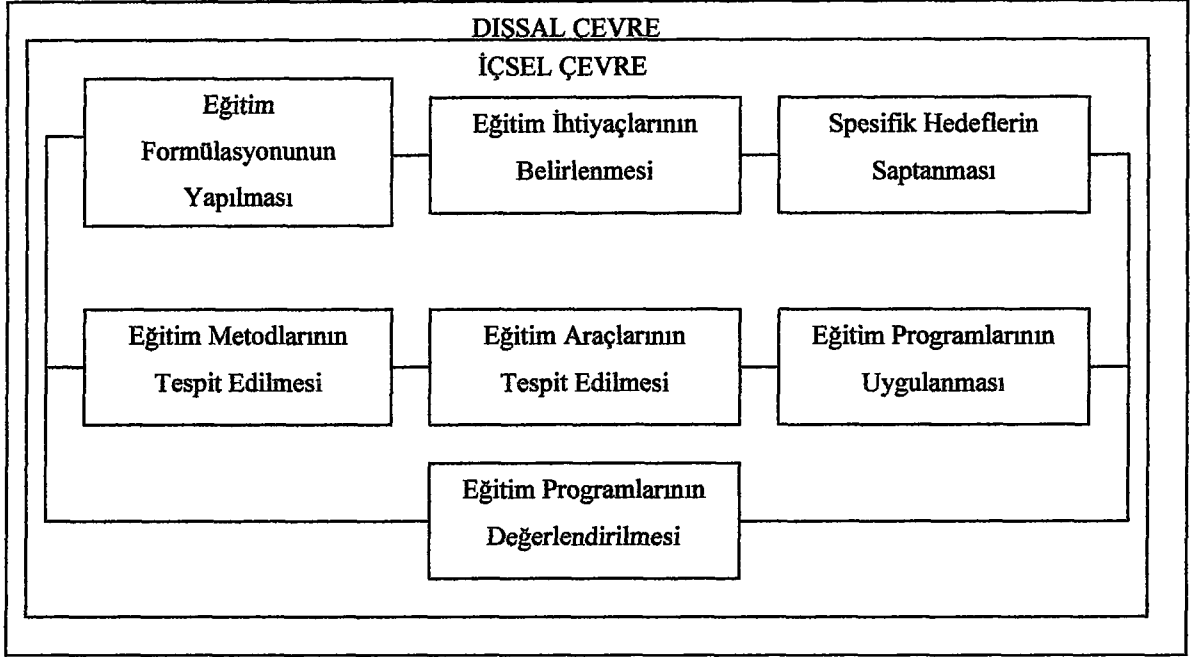 DIŞSAL ÇEVRE
İÇSEL ÇEVRE
Eğitim
Formülasyonunun
Yapılması
Eğitim İhtiyaçlarının
Belirlenmesi
Spesifik Hedeflerin
Saptanması
Eğitim Metodlarının
Tespit Edilmesi
Eğitim Araçlarının
Tespit Edilmesi
Eğitim Programlarının
Uygulanması
Eğitim Programlarının
Değerlendirilmesi